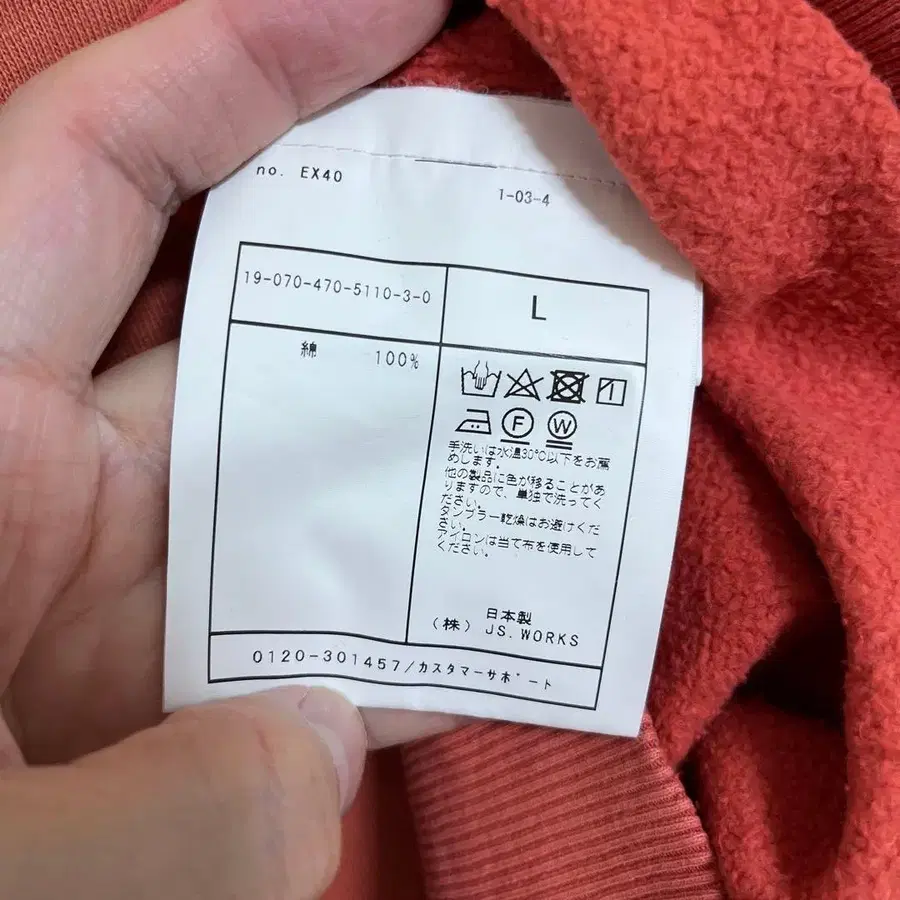 no. EX40
1-03-4
19-070-470-5110-3-0
L
綿 100%
F W
手洗いは水温30℃以下をお薦
めします。
他の製品に色が移ることがあ
りますので、単独で洗ってく
ださい。
タンブラー乾燥はお避けくだ
さい。
アイロンは当て布を使用して
ください。
日本製
(株) JS.WORKS
0120-301457/カスタマーサポート